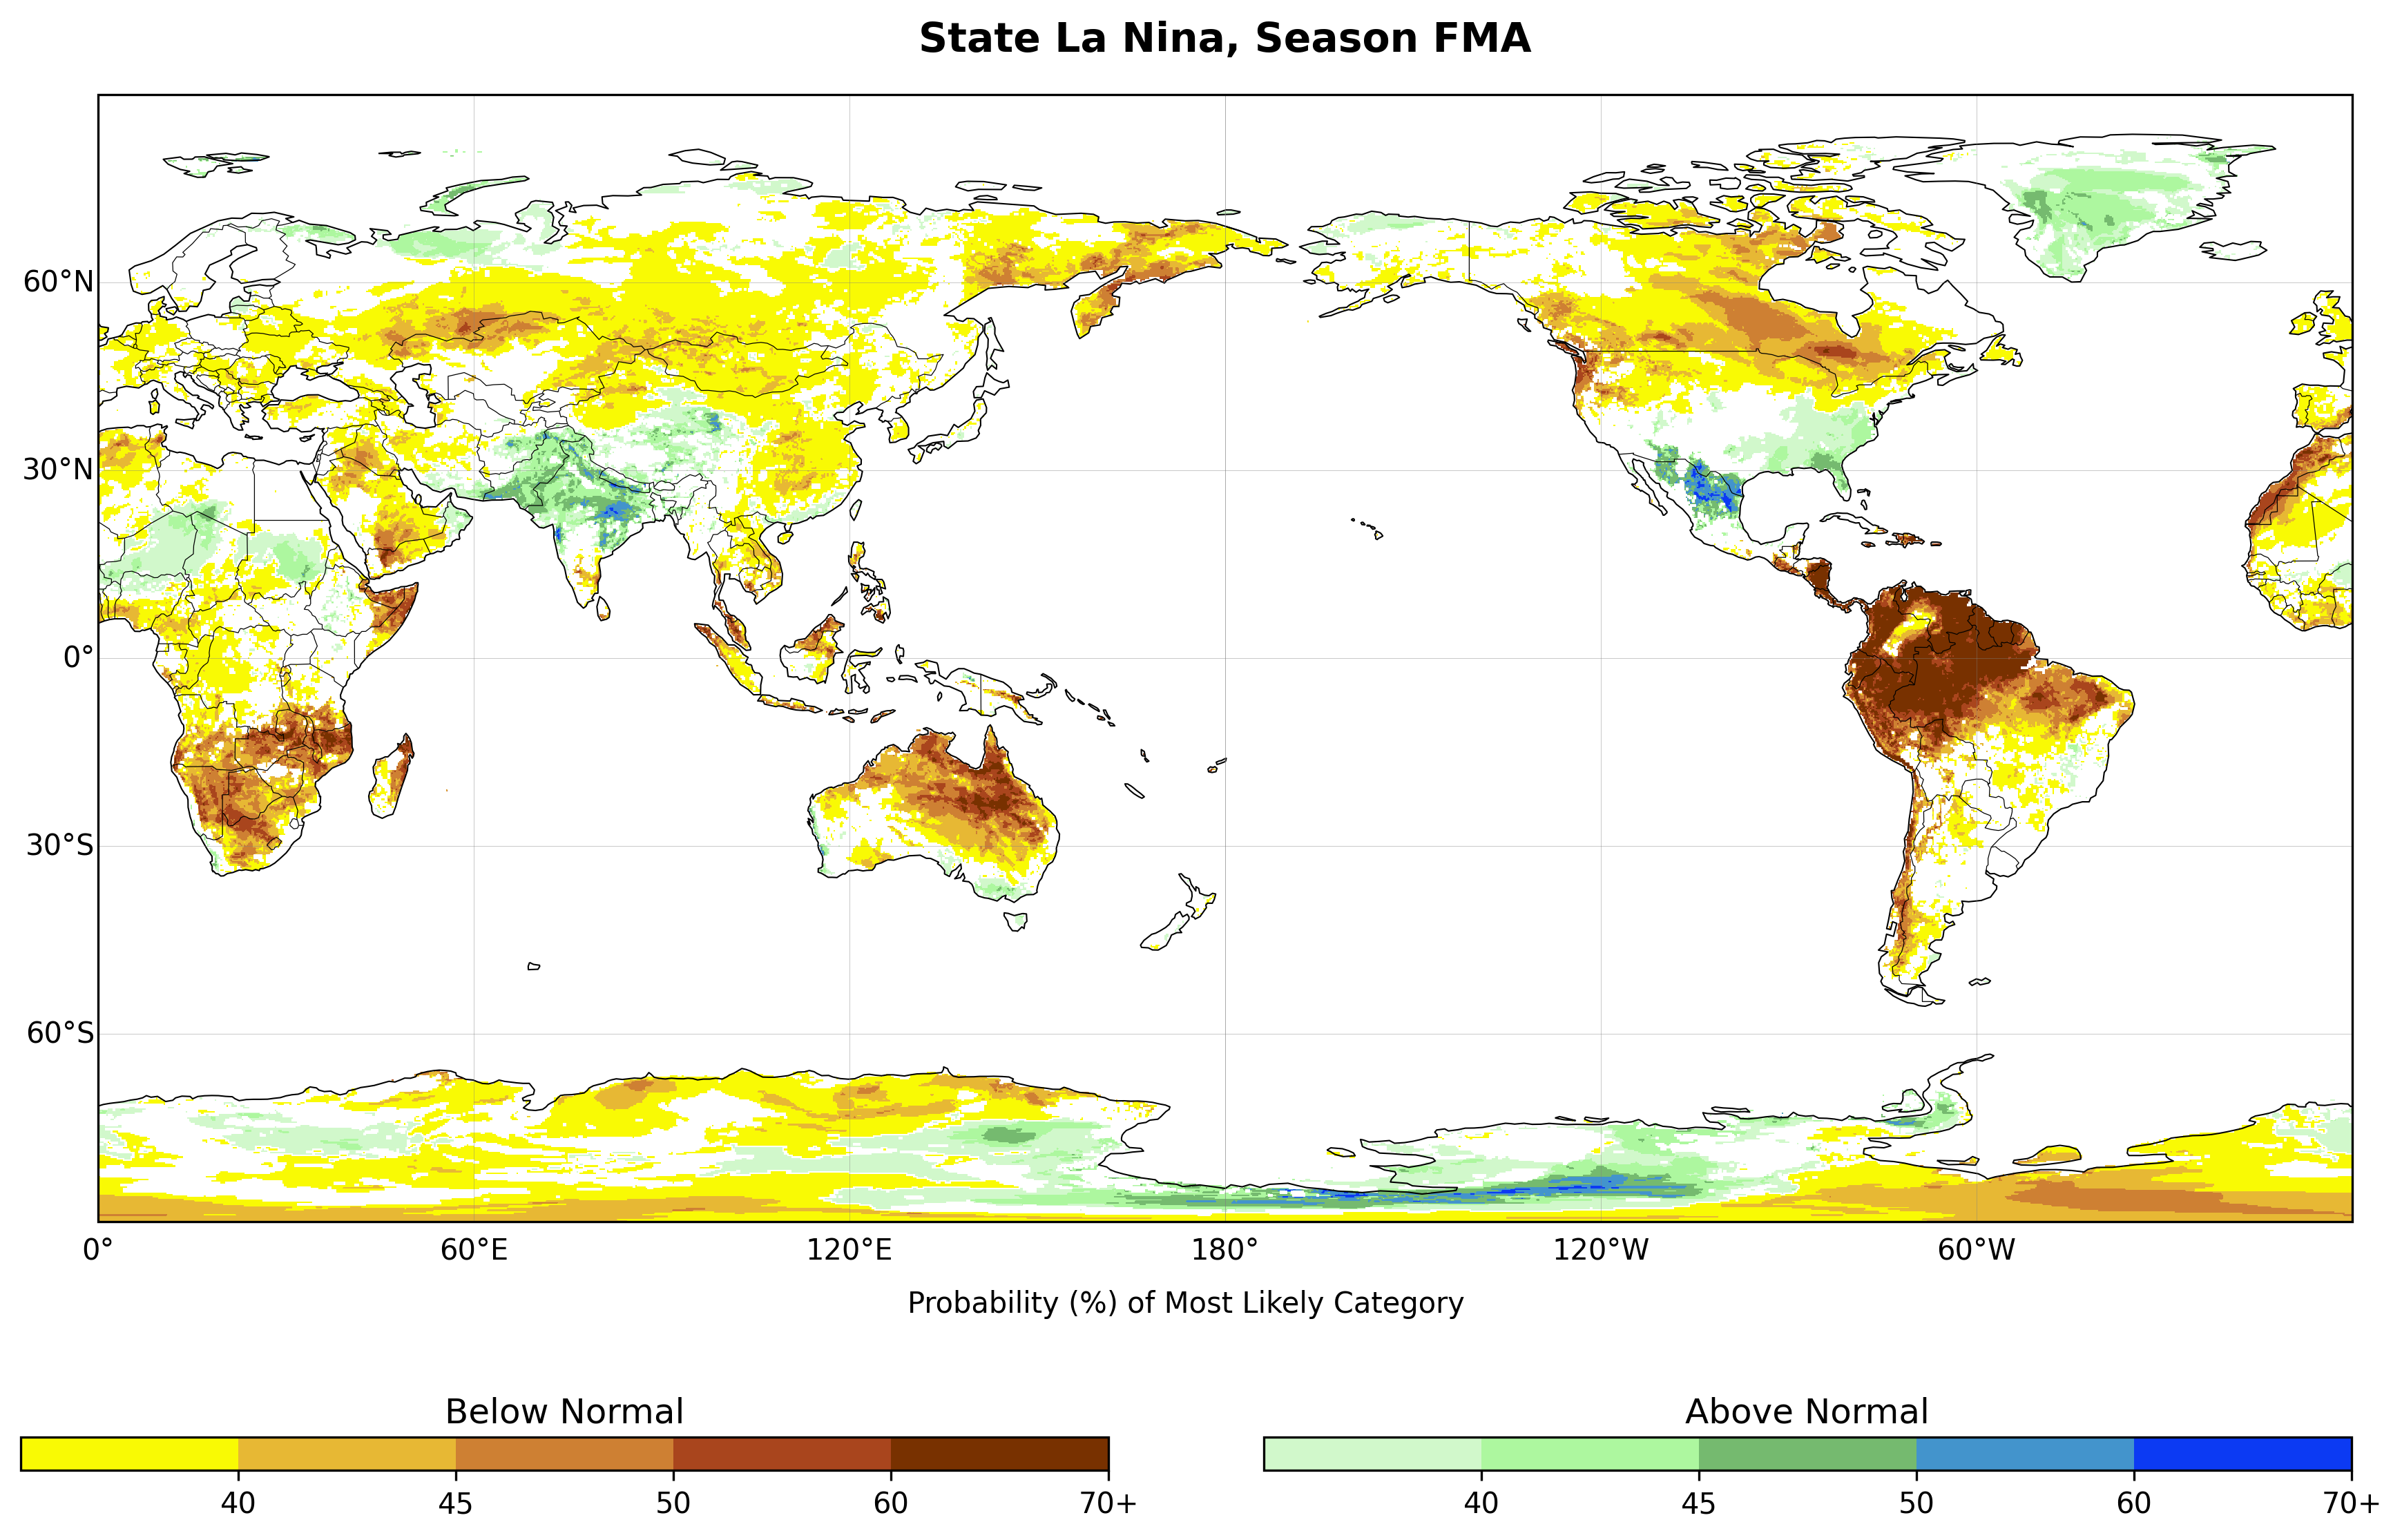 State La Nina, Season FMA
60°N
30°N
0°
30°S
60°S
0° 60°E 120°E 180° 120°W 60°W
Probability (%) of Most Likely Category
Below Normal Above Normal
40 45 50 60 70+ 40 45 50 60 70+